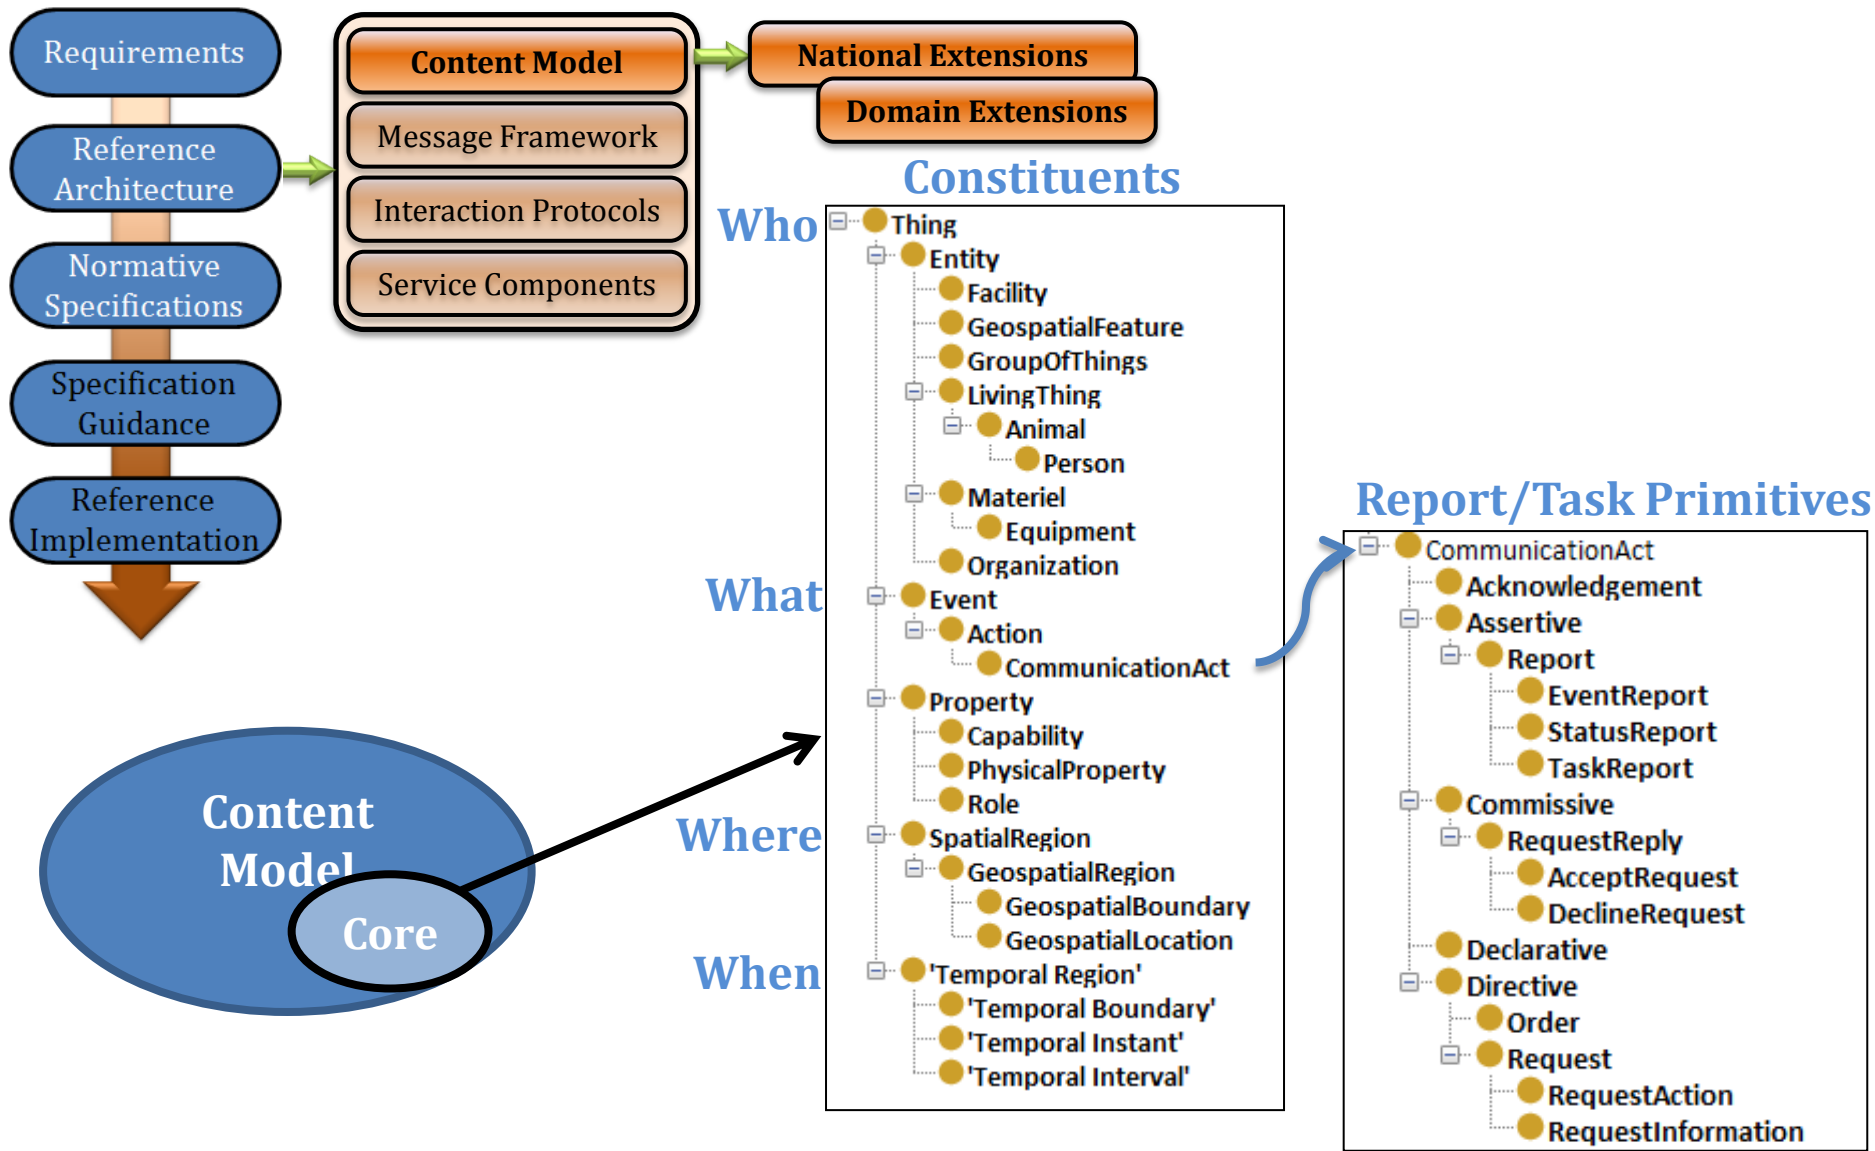 Requirements
Reference
Architecture
Normative
Specifications
Specification
Guidance
Reference
Implementation
Content Model
Message Framework
Interaction Protocols
Service Components
National Extensions
Domain Extensions
Constituents
Who
Thing
Entity
Facility
GeospatialFeature
GroupOfThings
LivingThing
Animal
Person
Materiel
Equipment
Organization
What
Event
Action
CommunicationAct
Property
Capability
PhysicalProperty
Role
Where
SpatialRegion
GeospatialRegion
GeospatialBoundary
GeospatialLocation
When
'Temporal Region'
'Temporal Boundary'
'Temporal Instant'
'Temporal Interval'
Report/Task Primitives
CommunicationAct
Acknowledgement
Assertive
Report
EventReport
StatusReport
TaskReport
Commissive
RequestReply
AcceptRequest
DeclineRequest
Declarative
Directive
Order
Request
RequestAction
RequestInformation
Content
Model
Core